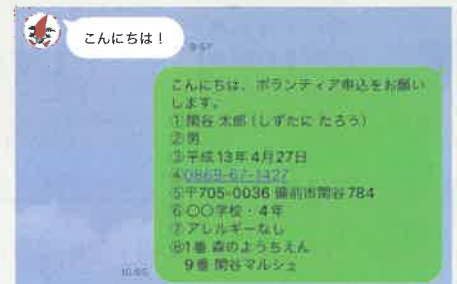 こんにちは！
9:57
こんにちは、ボランティア申込をお願い
します。
①閑谷 太郎（しずたに たろう）
②男
③平成13年4月27日
④0869-67-1427
⑤〒705-0036 備前市閑谷784
⑥〇〇学校・4年
⑦アレルギーなし
⑧1番 森のようちえん
9番 閑谷マルシェ